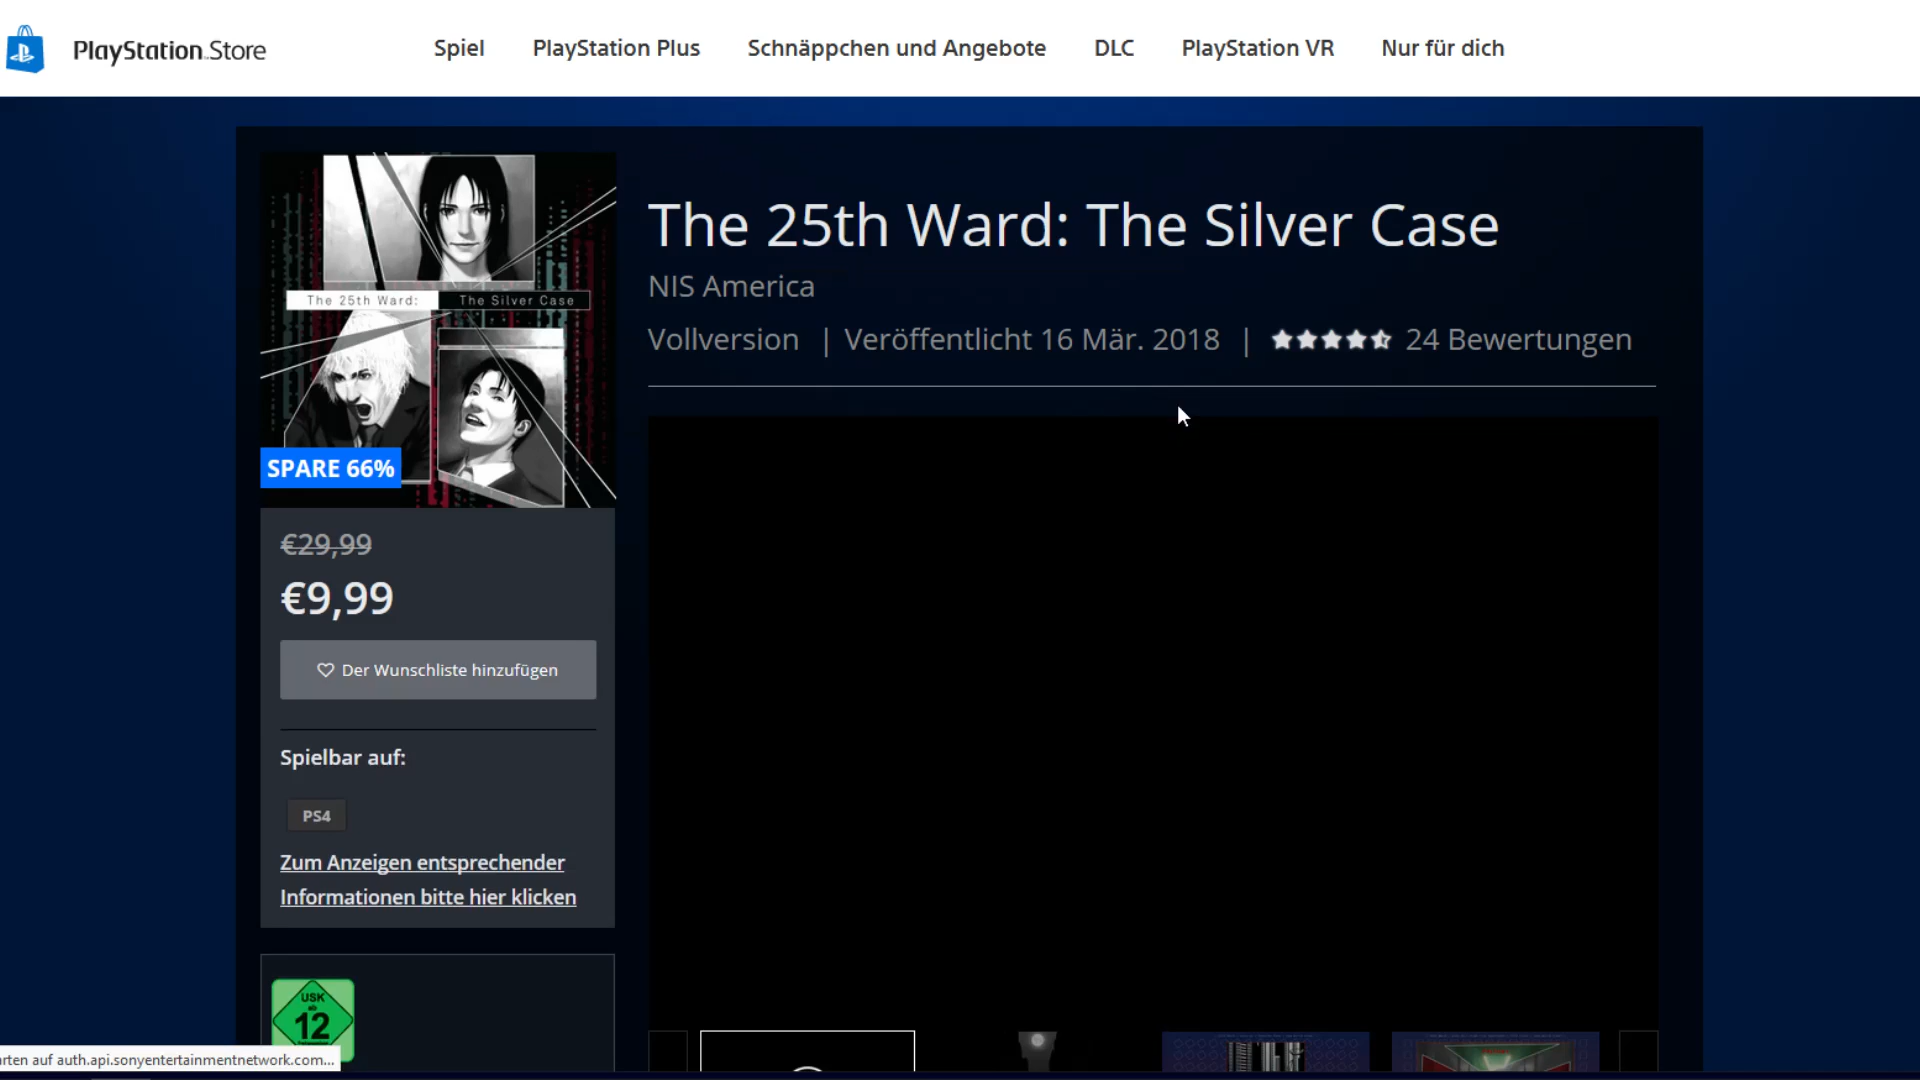 PlayStation.Store
Spiel
PlayStation Plus
Schnäppchen und Angebote
DLC
PlayStation VR
Nur für dich
The 25th Ward: The Silver Case
SPARE 66%
The 25th Ward: The Silver Case
NIS America
Vollversion | Veröffentlicht 16 Mär. 2018 | 24 Bewertungen
€29,99
€9,99
Der Wunschliste hinzufügen
Spielbar auf:
PS4
Zum Anzeigen entsprechender
Informationen bitte hier klicken
USK
ab
12
arten auf auth.api.sonyentertainmentnetwork.com...